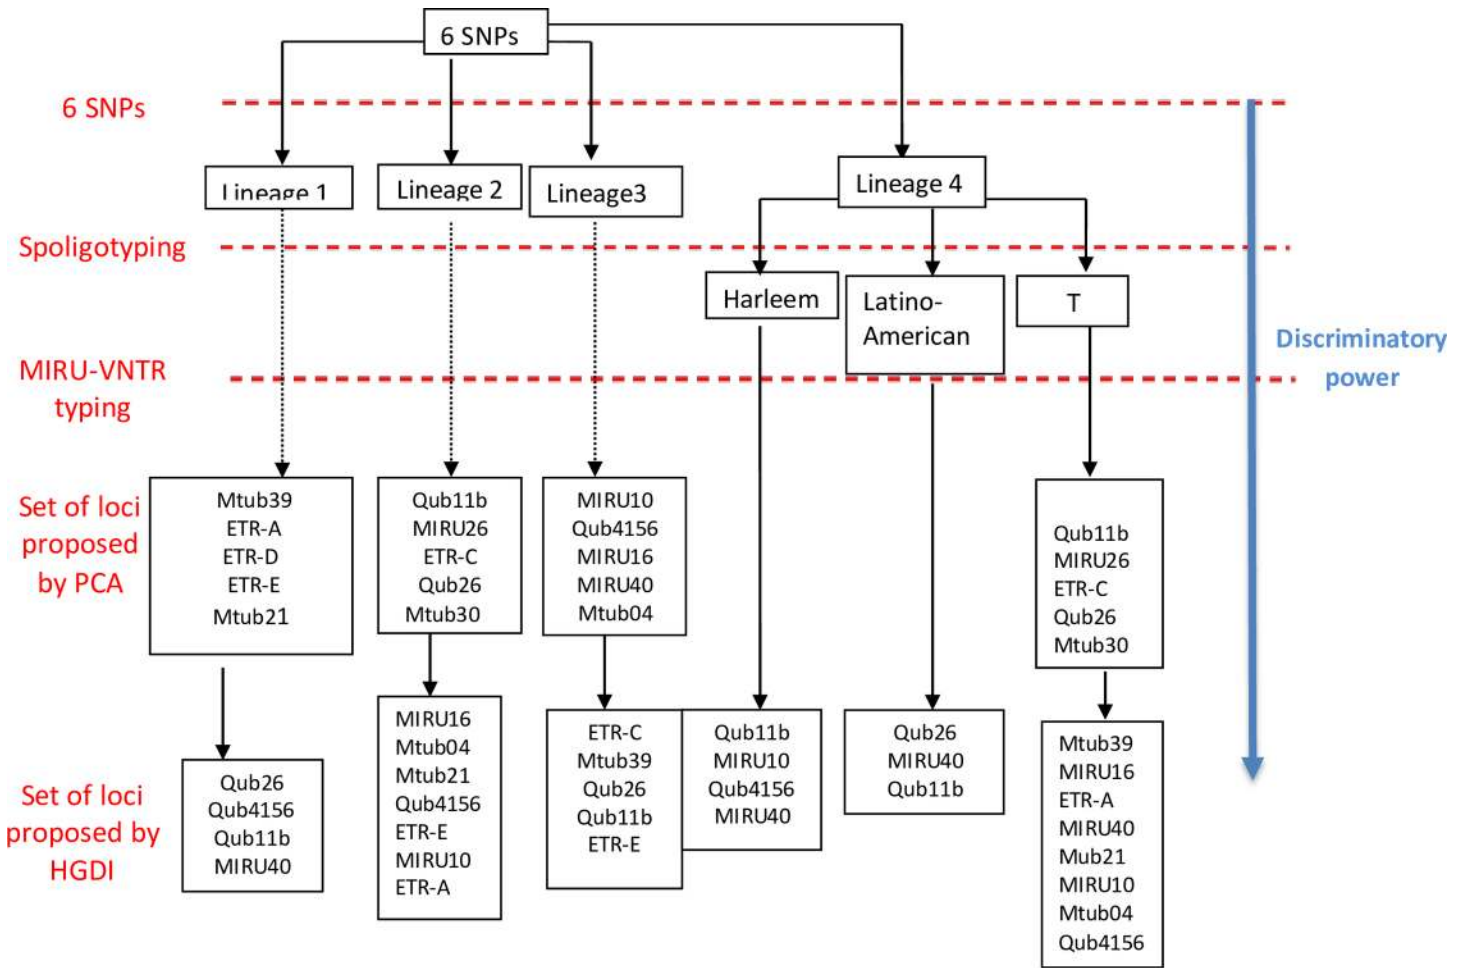 6 SNPs
6 SNPs
Lineage 1
Lineage 2
Lineage3
Lineage 4
Spoligotyping
Harleem
Latino-
American
T
MIRU-VNTR
typing
Discriminatory
power
Set of loci
proposed
by PCA
Mtub39
ETR-A
ETR-D
ETR-E
Mtub21
Qub11b
MIRU26
ETR-C
Qub26
Mtub30
MIRU10
Qub4156
MIRU16
MIRU40
Mtub04
Qub11b
MIRU26
ETR-C
Qub26
Mtub30
Set of loci
proposed by
HGDI
Qub26
Qub4156
Qub11b
MIRU40
MIRU16
Mtub04
Mtub21
Qub4156
ETR-E
MIRU10
ETR-A
ETR-C
Mtub39
Qub26
Qub11b
ETR-E
Qub11b
MIRU10
Qub4156
MIRU40
Qub26
MIRU40
Qub11b
Mtub39
MIRU16
ETR-A
MIRU40
Mub21
MIRU10
Mtub04
Qub4156